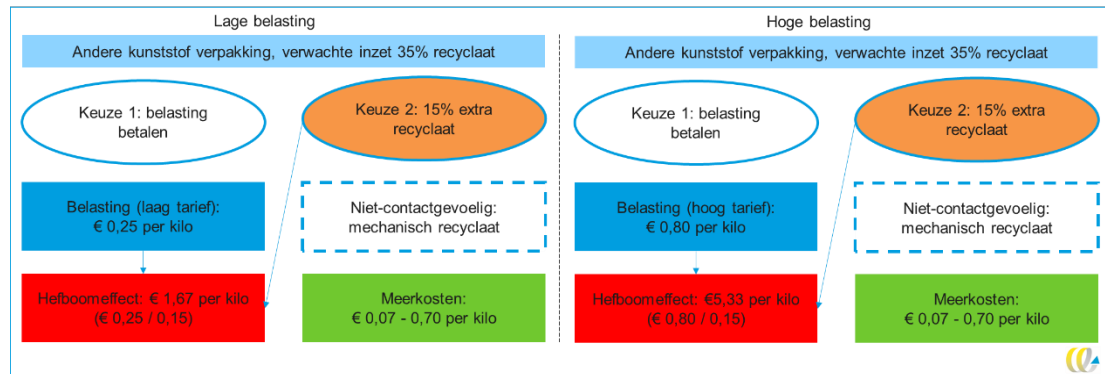 Lage belasting
Andere kunststof verpakking, verwachte inzet 35% recyclaat
Keuze 1: belasting
betalen
Keuze 2: 15% extra
recyclaat
Belasting (laag tarief):
€ 0,25 per kilo
Niet-contactgevoelig:
mechanisch recyclaat
Hefboomeffect: € 1,67 per kilo
(€ 0,25 / 0,15)
Meerkosten:
€ 0,07 - 0,70 per kilo
Hoge belasting
Andere kunststof verpakking, verwachte inzet 35% recyclaat
Keuze 1: belasting
betalen
Keuze 2: 15% extra
recyclaat
Belasting (hoog tarief):
€ 0,80 per kilo
Niet-contactgevoelig:
mechanisch recyclaat
Hefboomeffect: €5,33 per kilo
(€ 0,80 / 0,15)
Meerkosten:
€ 0,07 - 0,70 per kilo